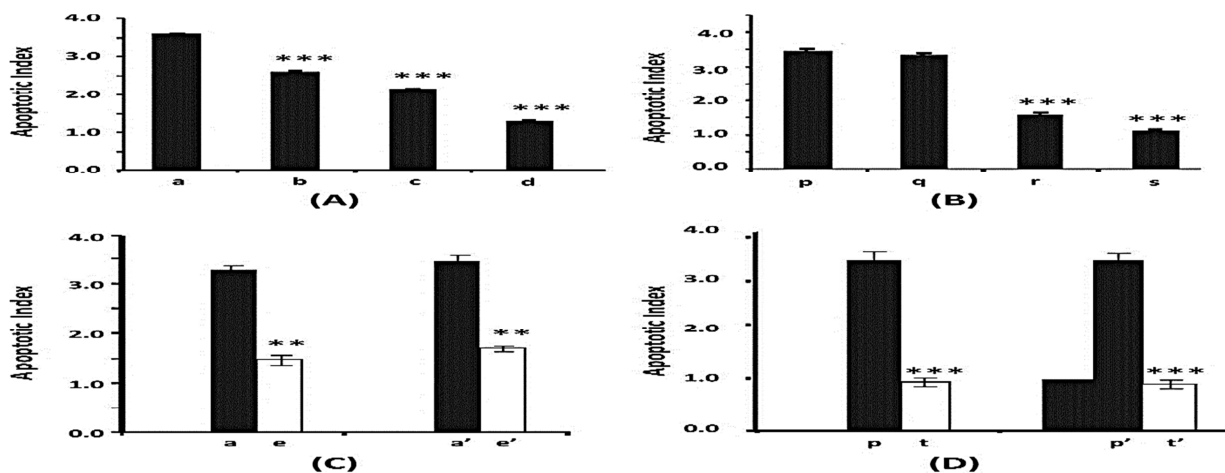 4.0
3.0
2.0
1.0
0.0
Apoptotic Index
***
***
***
a b c d
(A)
4.0
3.0
2.0
1.0
0.0
Apoptotic Index
***
***
p q r s
(B)
4.0
3.0
2.0
1.0
0.0
Apoptotic Index
**
**
a e a’ e’
(C)
4.0
3.0
2.0
1.0
0.0
Apoptotic Index
***
***
p t p’ t’
(D)